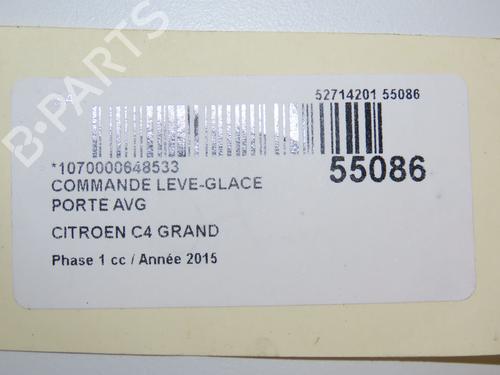 B-PARTS
52714201 55086
55086
*1070000648533
COMMANDE LEVE-GLACE
PORTE AVG
CITROEN C4 GRAND
Phase 1 cc / Année 2015